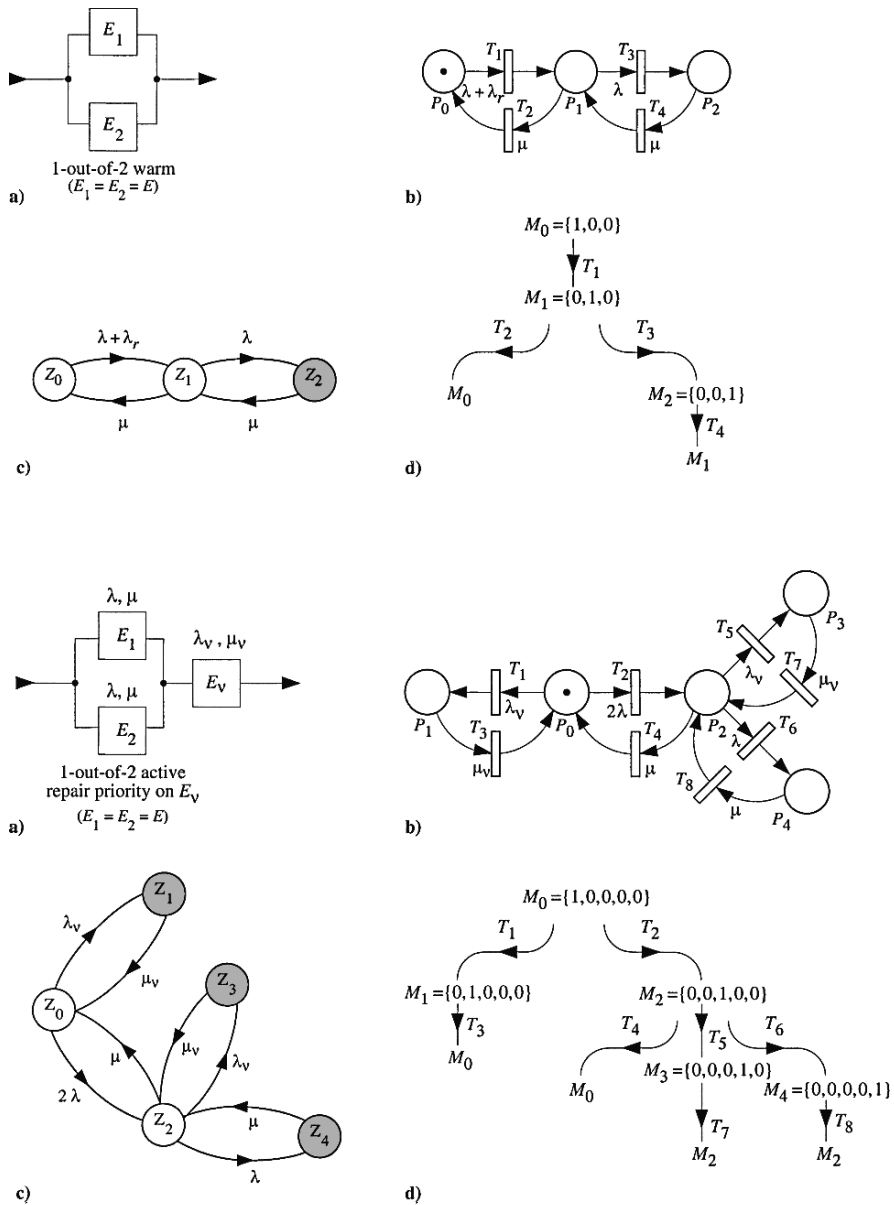 E1
E2
1-out-of-2 warm
(E1 = E2 = E)
a)
T1
T3
λ + λr
λ
P0
T2
P1
T4
P2
μ
μ
b)
M0 = {1,0,0}
T1
M1 = {0,1,0}
T2
T3
M0
M2 = {0,0,1}
T4
M1
d)
λ + λr
λ
Z0
Z1
Z2
μ
μ
c)
λ, μ
E1
λν , μν
Eν
λ, μ
E2
1-out-of-2 active
repair priority on Eν
(E1 = E2 = E)
a)
P3
T5
T7
μν
λν
T1
T2
λν
2λ
P1
P0
P2
T6
λ
T3
T4
μν
μ
T8
μ
P4
b)
Z1
λν
μν
Z3
Z0
μν
λν
μ
2λ
Z2
μ
Z4
λ
c)
M0 = {1,0,0,0,0}
T1
T2
M1 = {0,1,0,0,0}
M2 = {0,0,1,0,0}
T3
T4
T5
T6
M0
M0
M3 = {0,0,0,1,0}
M4 = {0,0,0,0,1}
T7
T8
M2
M2
d)